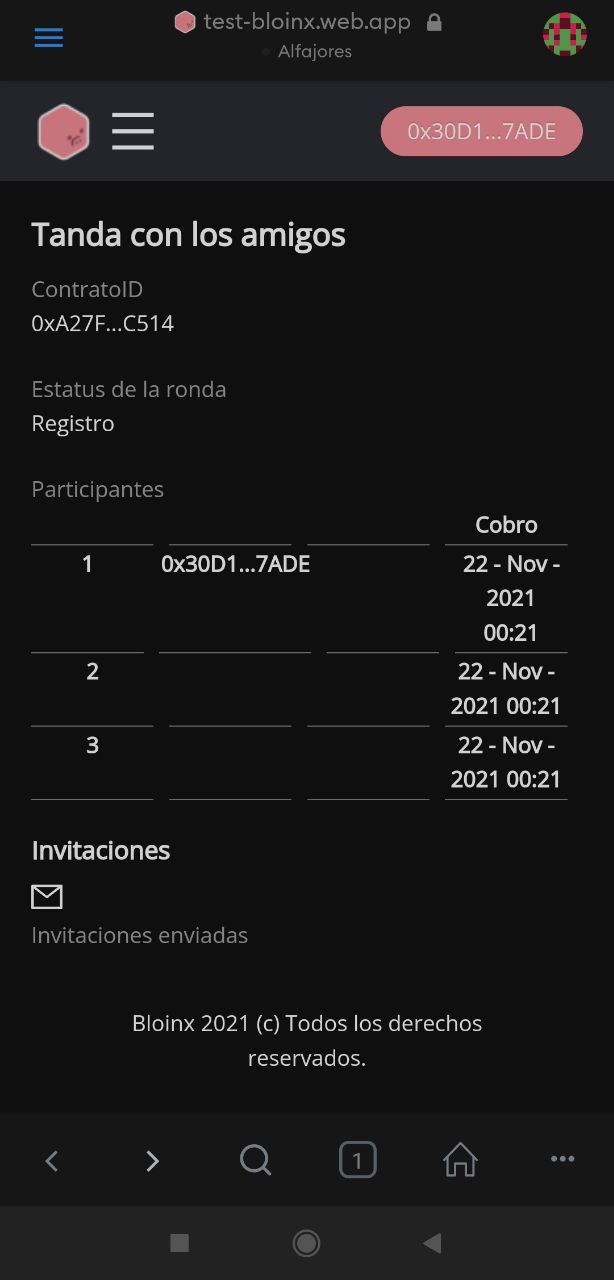 test-bloinx.web.app
Alfajores
0x30D1...7ADE
Tanda con los amigos
ContratoID
0xA27F...C514
Estatus de la ronda
Registro
Participantes
Cobro
1 0x30D1...7ADE 22 - Nov -
2021
00:21
2 22 - Nov -
2021 00:21
3 22 - Nov -
2021 00:21
Invitaciones
Invitaciones enviadas
Bloinx 2021 (c) Todos los derechos
reservados.
1